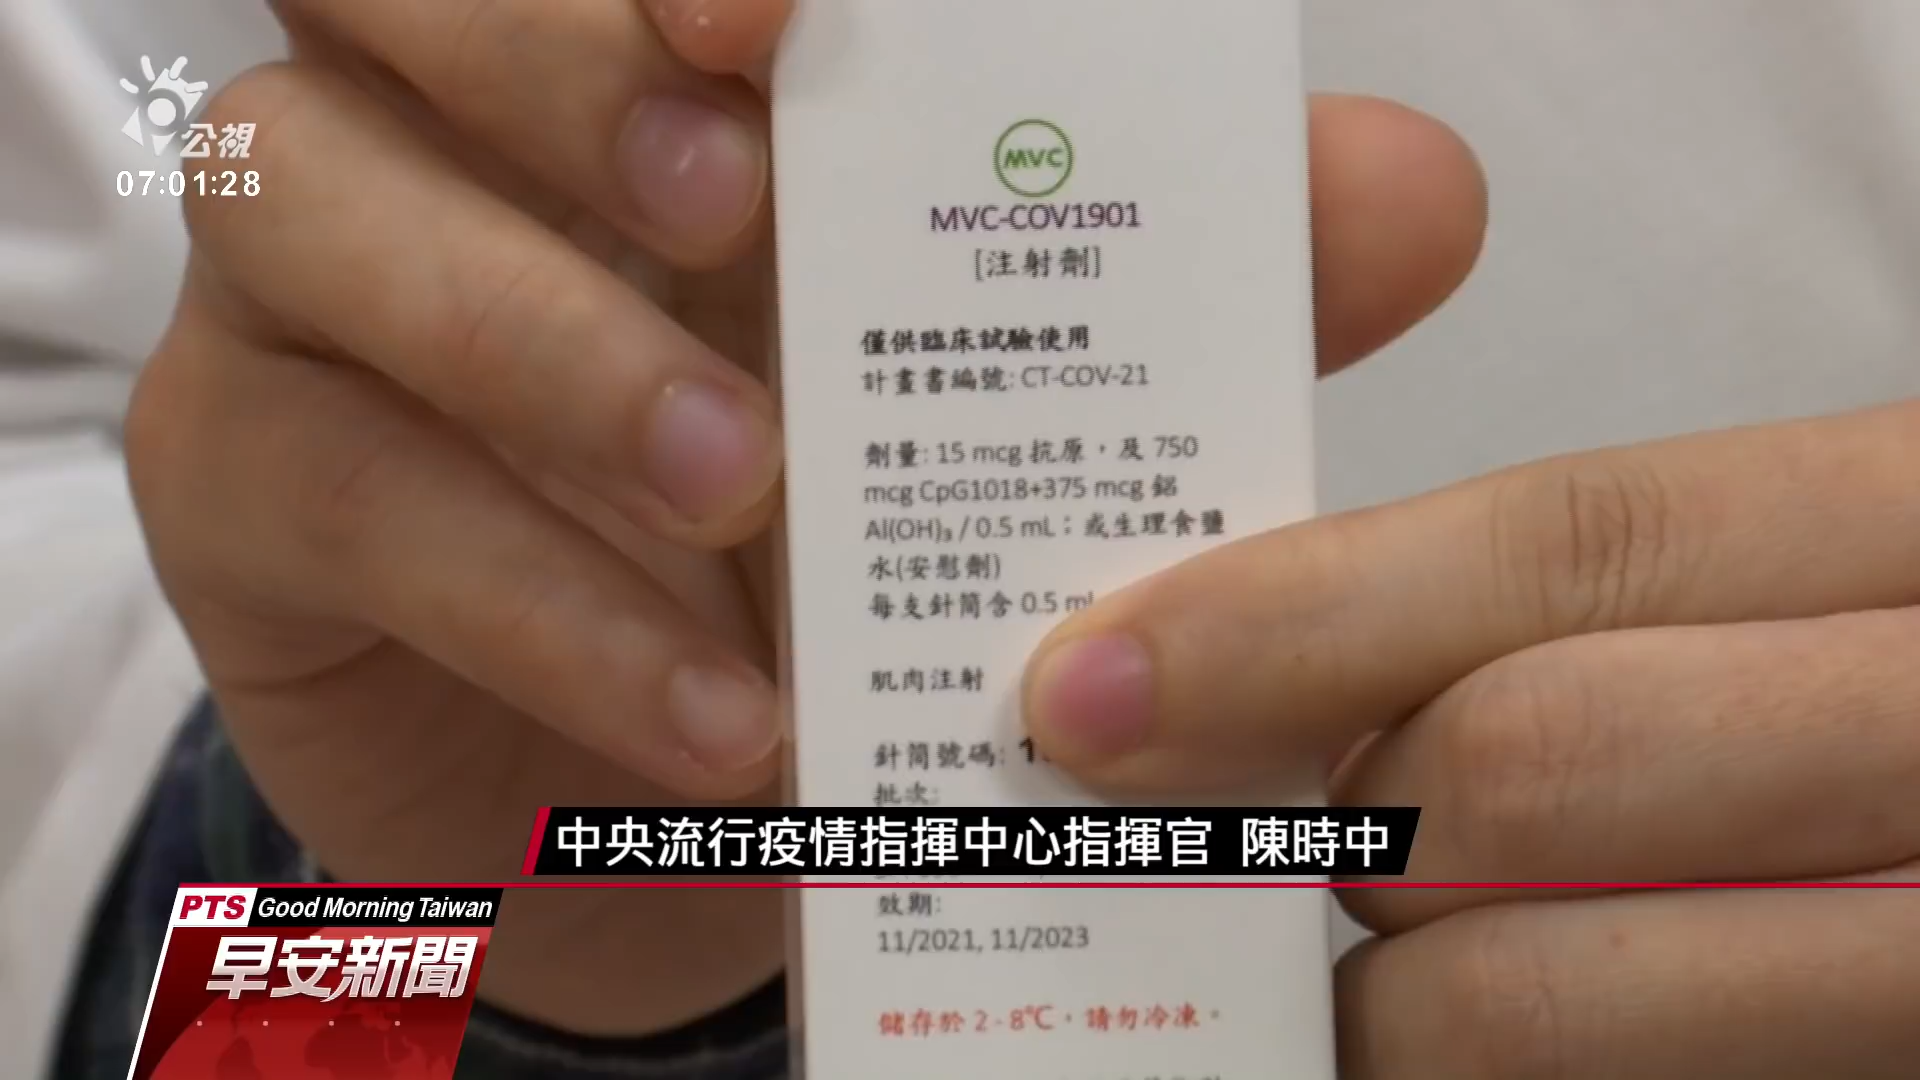 公視
07:01:28
MVC
MVC-COV1901
[注射劑]
僅供臨床試驗使用
計畫書編號: CT-COV-21
劑量: 15 mcg 抗原，及 750
mcg CpG1018+375 mcg 鋁
Al(OH)₃ / 0.5 mL；或生理食鹽
水(安慰劑)
每支針筒含 0.5 mL
肌肉注射
針筒號碼: 1
批次:
中央流行疫情指揮中心指揮官 陳時中
效期:
11/2021, 11/2023
儲存於 2 - 8℃，請勿冷凍。
PTS Good Morning Taiwan
早安新聞